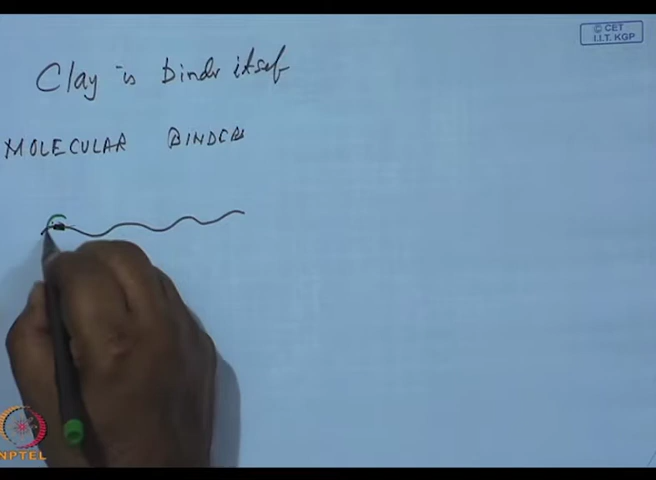 © CET
I.I.T. KGP
Clay is binder itself
MOLECULAR BINDER
NPTEL